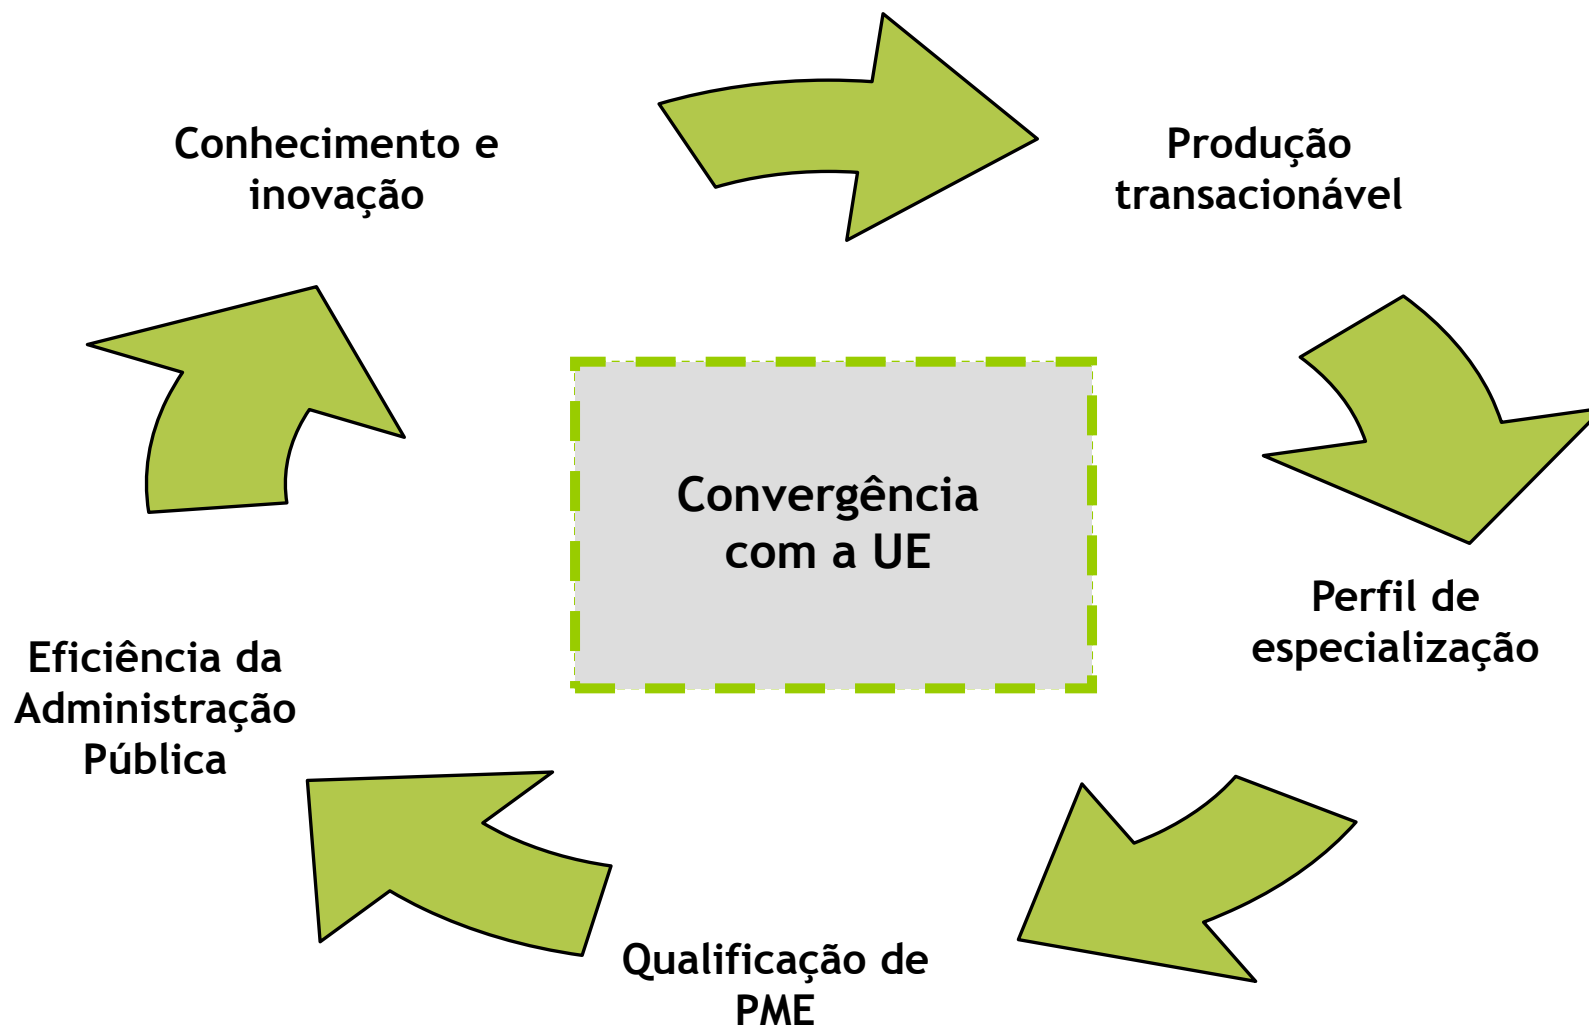 Conhecimento e
inovação
Produção
transacionável
Convergência
com a UE
Perfil de
especialização
Eficiência da
Administração
Pública
Qualificação de
PME